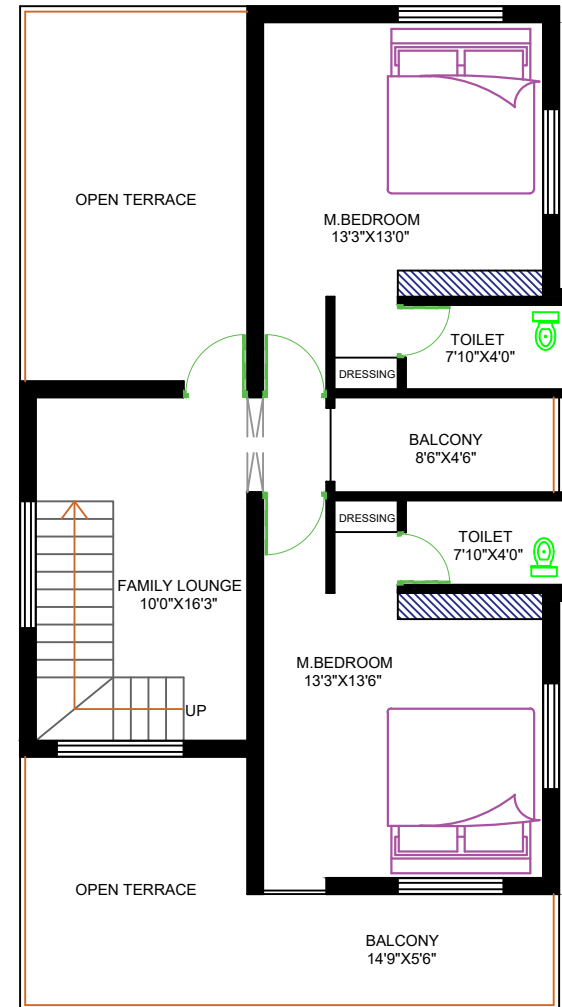 OPEN TERRACE
M.BEDROOM
13'3"X13'0"
TOILET
7'10"X4'0"
DRESSING
BALCONY
8'6"X4'6"
DRESSING
TOILET
7'10"X4'0"
FAMILY LOUNGE
10'0"X16'3"
M.BEDROOM
13'3"X13'6"
UP
OPEN TERRACE
BALCONY
14'9"X5'6"